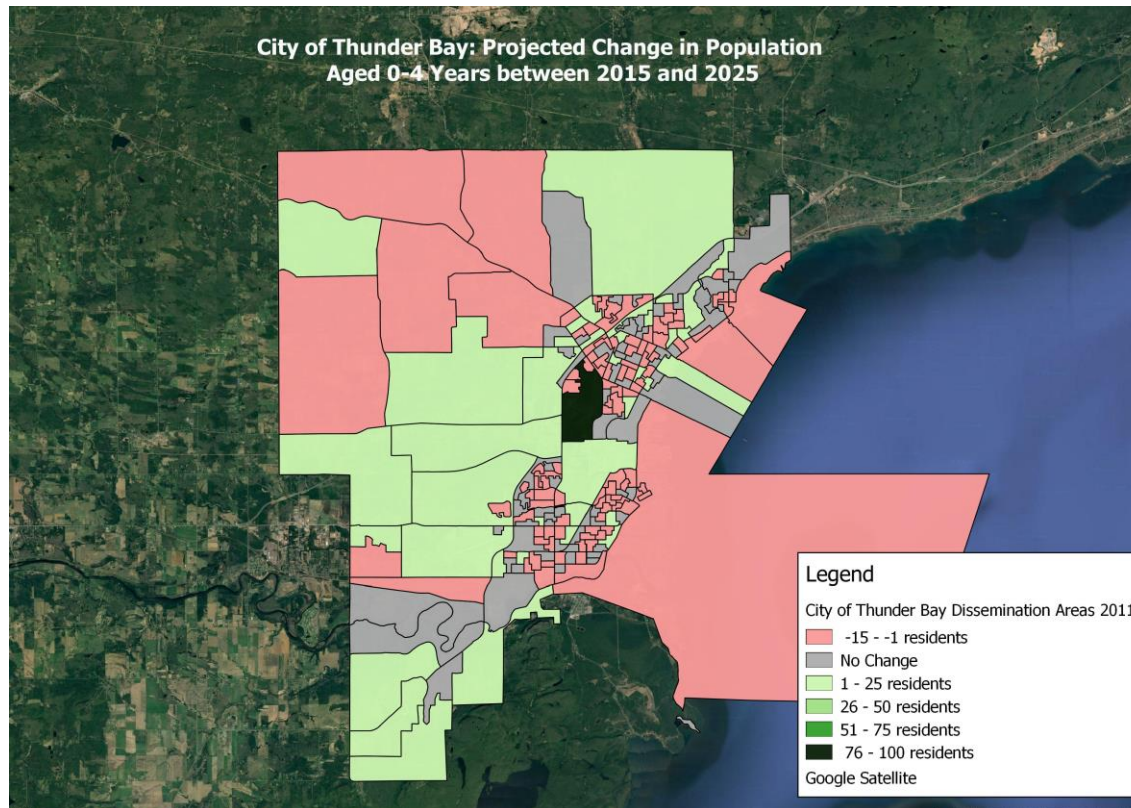 City of Thunder Bay: Projected Change in Population
Aged 0-4 Years between 2015 and 2025
Legend
City of Thunder Bay Dissemination Areas 2011
-15 - -1 residents
No Change
1 - 25 residents
26 - 50 residents
51 - 75 residents
76 - 100 residents
Google Satellite